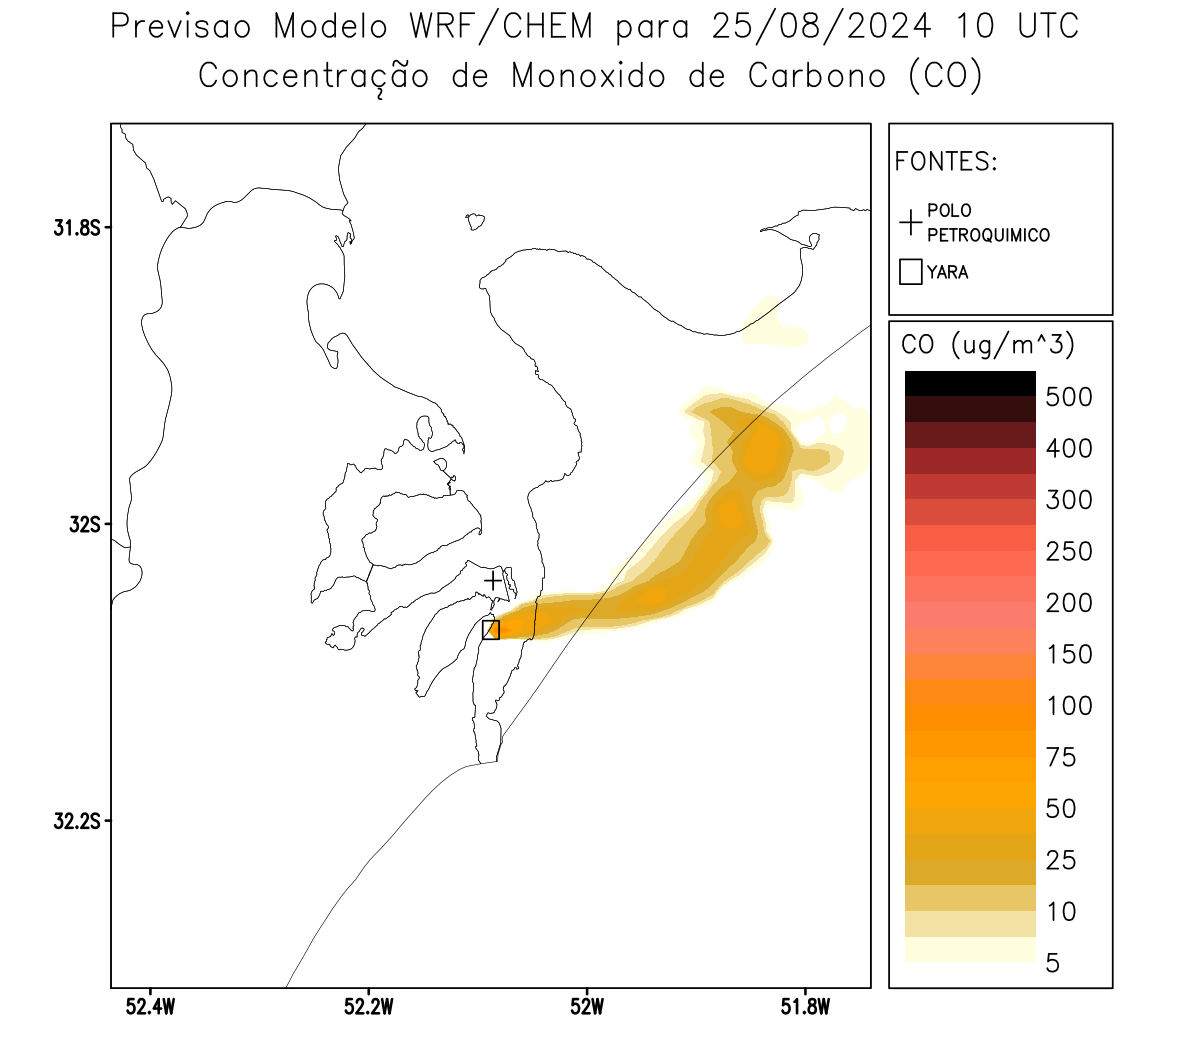 Previsao Modelo WRF/CHEM para 25/08/2024 10 UTC
Concentração de Monoxido de Carbono (CO)
FONTES:
POLO
PETROQUIMICO
YARA
CO (ug/m^3)
500
400
300
250
200
150
100
75
50
25
10
5
31.8S
32S
32.2S
52.4W
52.2W
52W
51.8W